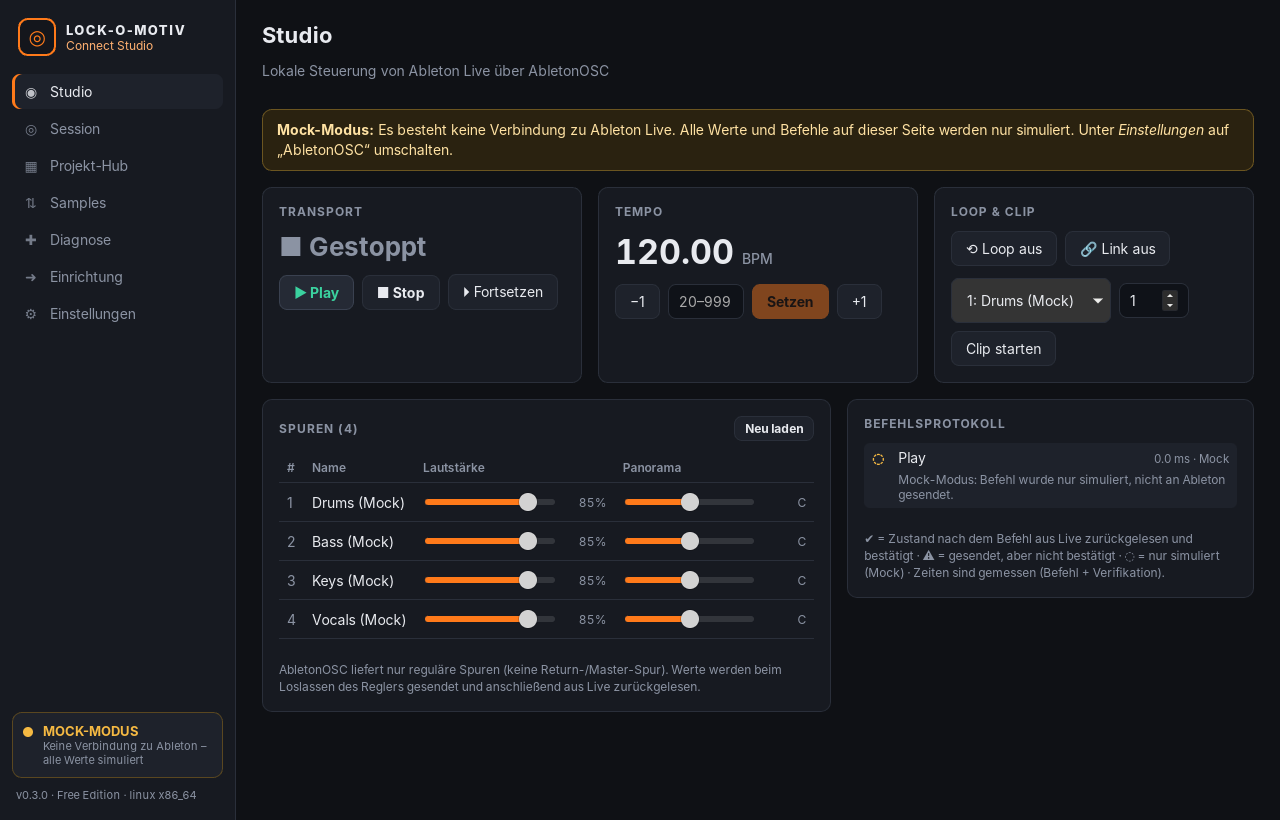 LOCK-O-MOTIV
Connect Studio
Studio
Session
Projekt-Hub
Samples
Diagnose
Einrichtung
Einstellungen
MOCK-MODUS
Keine Verbindung zu Ableton –
alle Werte simuliert
v0.3.0 · Free Edition · linux x86_64
Studio
Lokale Steuerung von Ableton Live über AbletonOSC
Mock-Modus: Es besteht keine Verbindung zu Ableton Live. Alle Werte und Befehle auf dieser Seite werden nur simuliert. Unter Einstellungen auf
„AbletonOSC“ umschalten.
TRANSPORT
■ Gestoppt
▶ Play ■ Stop ⏵ Fortsetzen
TEMPO
120.00 BPM
−1 20–999 Setzen +1
LOOP & CLIP
⟲ Loop aus 🔗 Link aus
1: Drums (Mock) 1
Clip starten
SPUREN (4) Neu laden
# Name Lautstärke Panorama
1 Drums (Mock) 85% C
2 Bass (Mock) 85% C
3 Keys (Mock) 85% C
4 Vocals (Mock) 85% C
AbletonOSC liefert nur reguläre Spuren (keine Return-/Master-Spur). Werte werden beim
Loslassen des Reglers gesendet und anschließend aus Live zurückgelesen.
BEFEHLSPROTOKOLL
◌ Play 0.0 ms · Mock
Mock-Modus: Befehl wurde nur simuliert, nicht an Ableton
gesendet.
✔ = Zustand nach dem Befehl aus Live zurückgelesen und
bestätigt · ⚠ = gesendet, aber nicht bestätigt · ◌ = nur simuliert
(Mock) · Zeiten sind gemessen (Befehl + Verifikation).